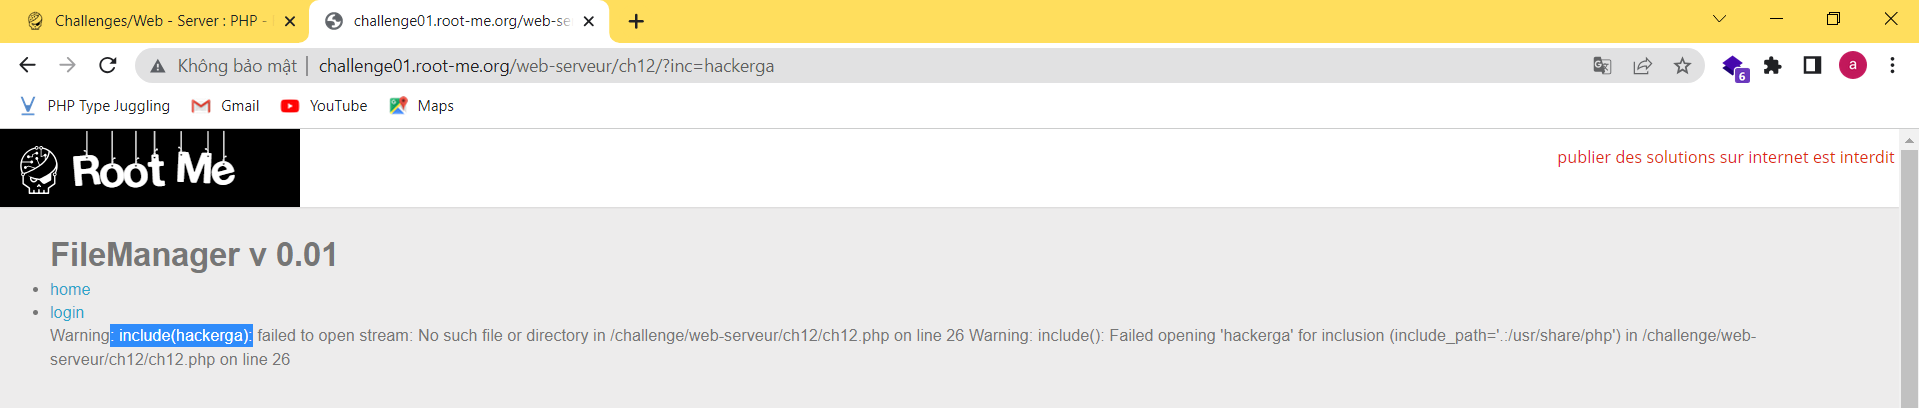 Challenges/Web - Server : PHP -
challenge01.root-me.org/web-se
Không bảo mật | challenge01.root-me.org/web-serveur/ch12/?inc=hackerga
6
a
PHP Type Juggling Gmail YouTube Maps
Root Me
publier des solutions sur internet est interdit
FileManager v 0.01
home
login
Warning: include(hackerga): failed to open stream: No such file or directory in /challenge/web-serveur/ch12/ch12.php on line 26 Warning: include(): Failed opening 'hackerga' for inclusion (include_path='.:/usr/share/php') in /challenge/web-
serveur/ch12/ch12.php on line 26